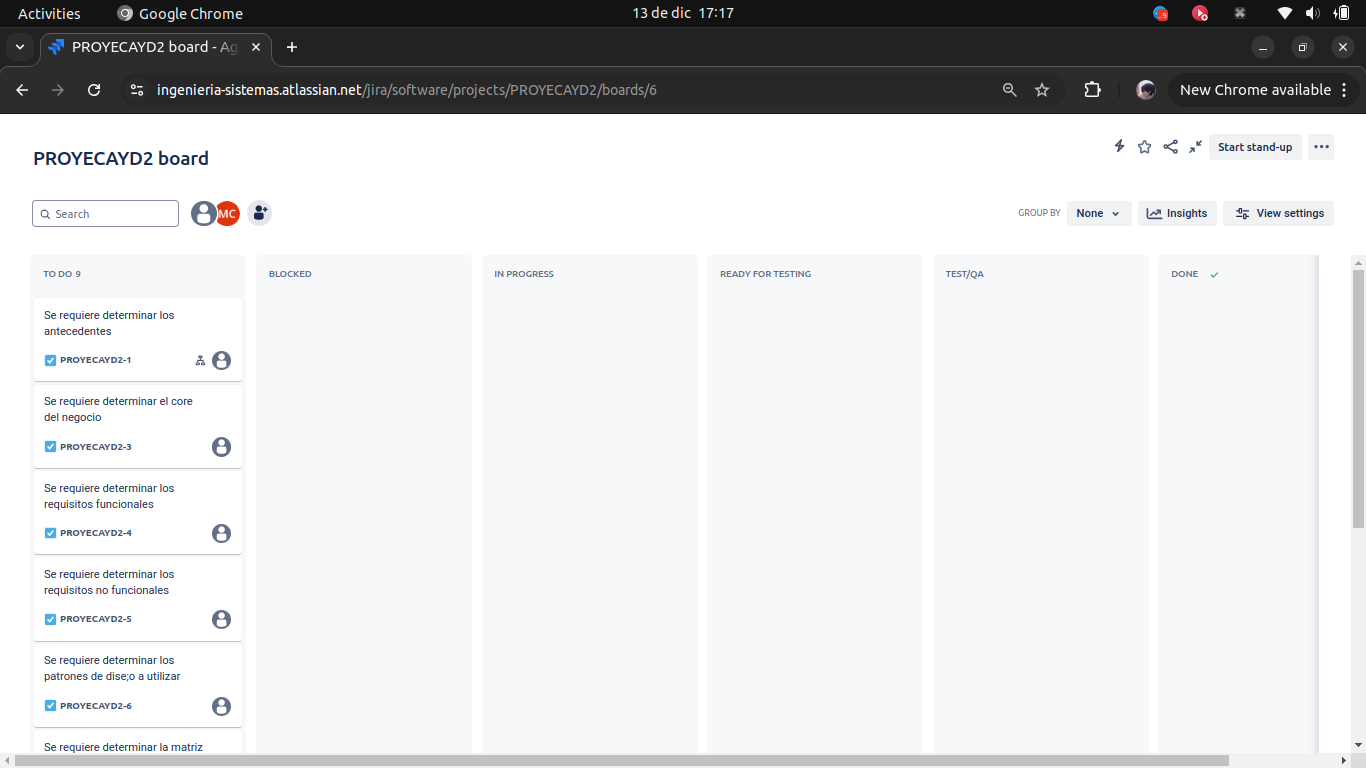 Activities
Google Chrome
13 de dic 17:17
PROYECAYD2 board - Ag
ingenieria-sistemas.atlassian.net/jira/software/projects/PROYECAYD2/boards/6
New Chrome available
PROYECAYD2 board
Start stand-up
Search
MC
GROUP BY
None
Insights
View settings
TO DO 9
BLOCKED
IN PROGRESS
READY FOR TESTING
TEST/QA
DONE
Se requiere determinar los
antecedentes
PROYECAYD2-1
Se requiere determinar el core
del negocio
PROYECAYD2-3
Se requiere determinar los
requisitos funcionales
PROYECAYD2-4
Se requiere determinar los
requisitos no funcionales
PROYECAYD2-5
Se requiere determinar los
patrones de dise;o a utilizar
PROYECAYD2-6
Se requiere determinar la matriz